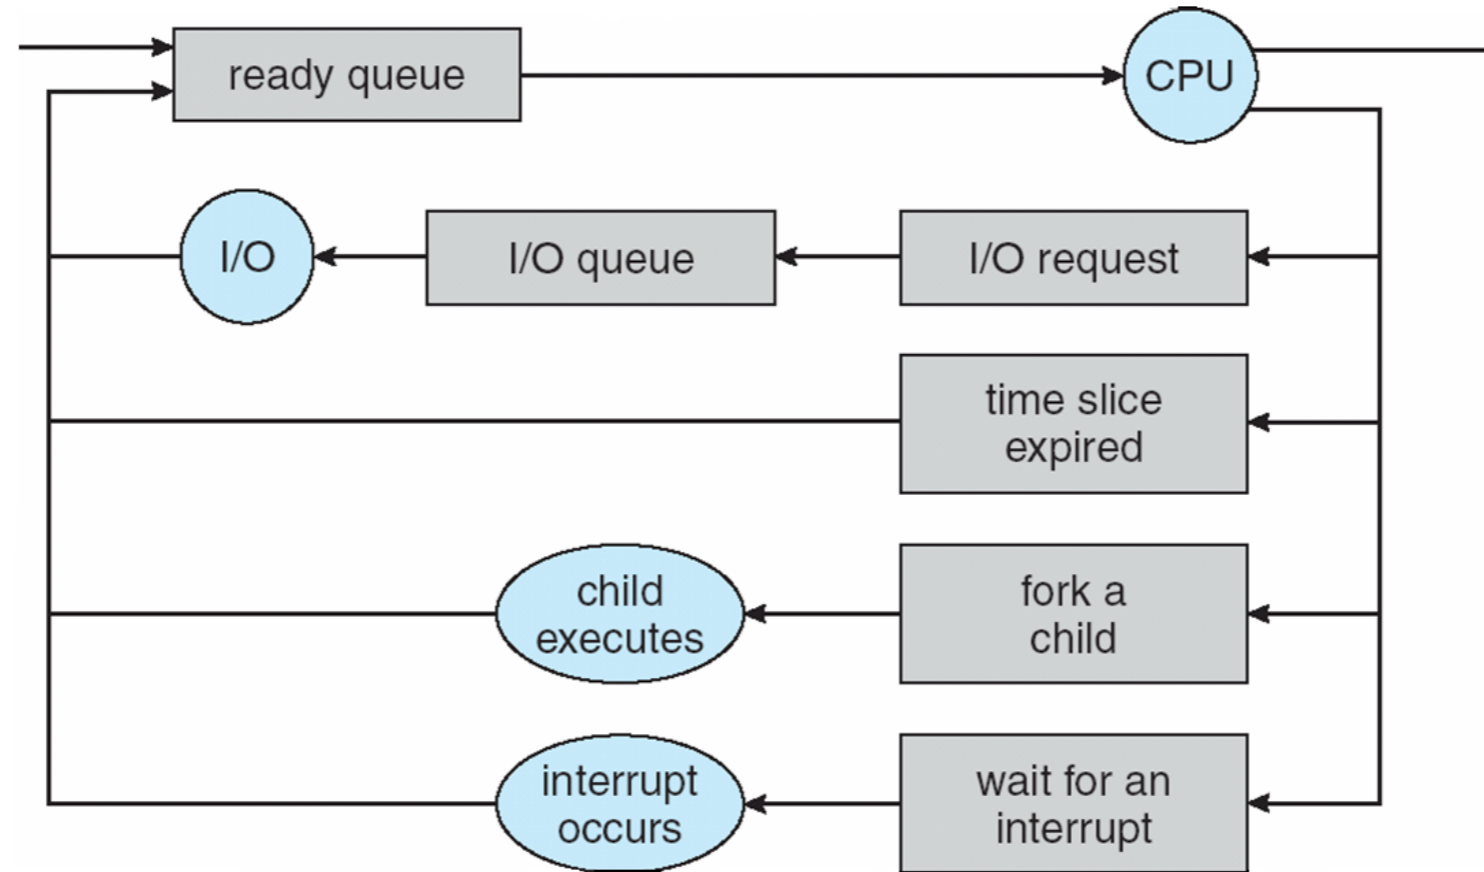 ready queue
CPU
I/O
I/O queue
I/O request
time slice
expired
child
executes
fork a
child
interrupt
occurs
wait for an
interrupt